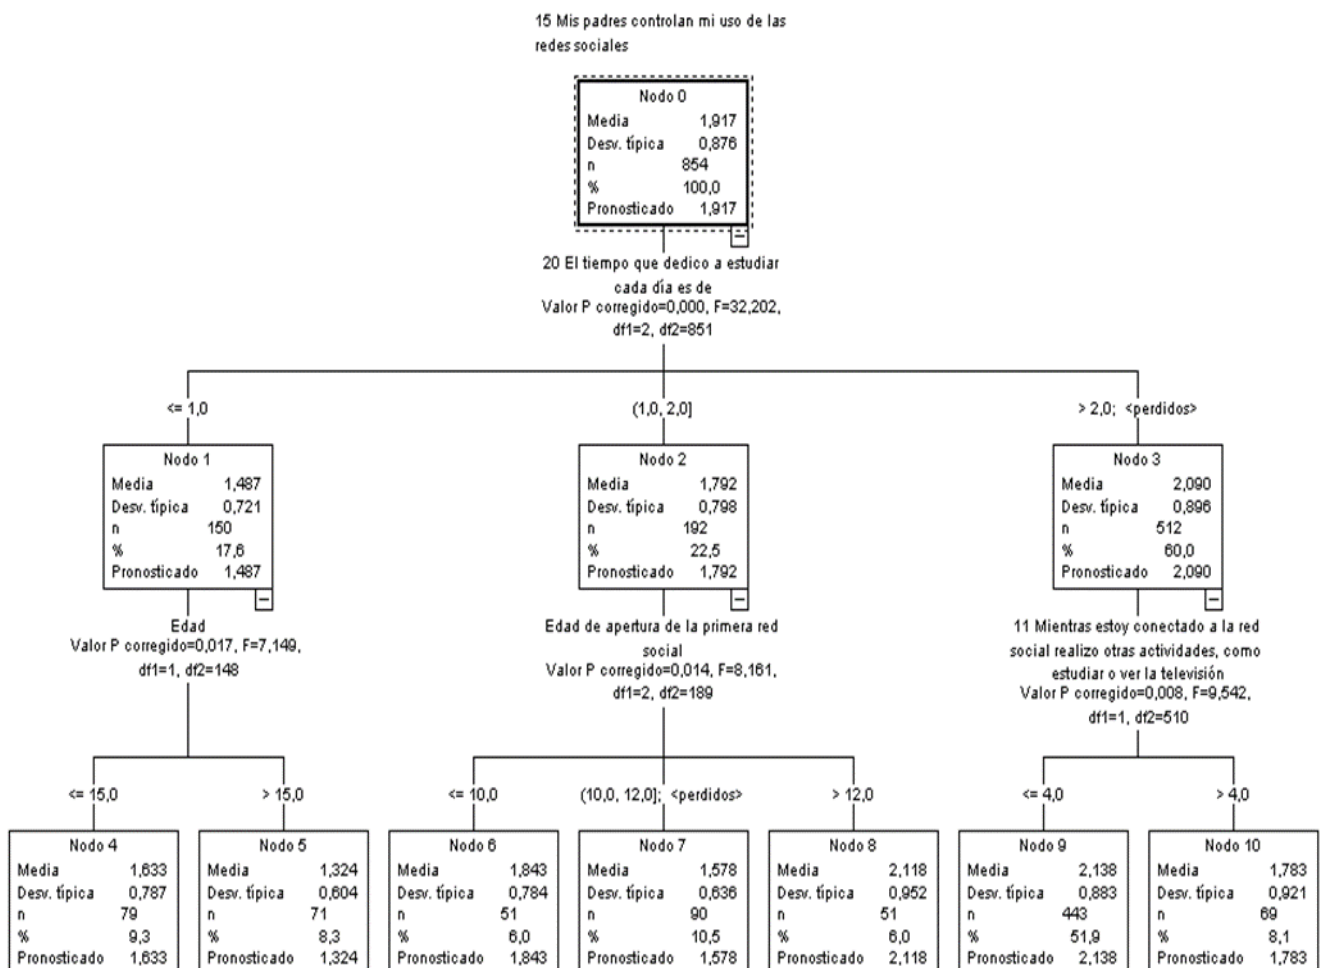 15 Mis padres controlan mi uso de las
redes sociales
Nodo 0
Media 1,917
Desv. típica 0,876
n 854
% 100,0
Pronosticado 1,917
20 El tiempo que dedico a estudiar
cada día es de
Valor P corregido=0,000, F=32,202,
df1=2, df2=851
<= 1,0
(1,0, 2,0]
> 2,0; <perdidos>
Nodo 1
Media 1,487
Desv. típica 0,721
n 150
% 17,6
Pronosticado 1,487
Nodo 2
Media 1,792
Desv. típica 0,798
n 192
% 22,5
Pronosticado 1,792
Nodo 3
Media 2,090
Desv. típica 0,896
n 512
% 60,0
Pronosticado 2,090
Edad
Valor P corregido=0,017, F=7,149,
df1=1, df2=148
Edad de apertura de la primera red
social
Valor P corregido=0,014, F=8,161,
df1=2, df2=189
11 Mientras estoy conectado a la red
social realizo otras actividades, como
estudiar o ver la televisión
Valor P corregido=0,008, F=9,542,
df1=1, df2=510
<= 15,0
> 15,0
<= 10,0
(10,0, 12,0]; <perdidos>
> 12,0
<= 4,0
> 4,0
Nodo 4
Media 1,633
Desv. típica 0,787
n 79
% 9,3
Pronosticado 1,633
Nodo 5
Media 1,324
Desv. típica 0,604
n 71
% 8,3
Pronosticado 1,324
Nodo 6
Media 1,843
Desv. típica 0,784
n 51
% 6,0
Pronosticado 1,843
Nodo 7
Media 1,578
Desv. típica 0,636
n 90
% 10,5
Pronosticado 1,578
Nodo 8
Media 2,118
Desv. típica 0,952
n 51
% 6,0
Pronosticado 2,118
Nodo 9
Media 2,138
Desv. típica 0,883
n 443
% 51,9
Pronosticado 2,138
Nodo 10
Media 1,783
Desv. típica 0,921
n 69
% 8,1
Pronosticado 1,783